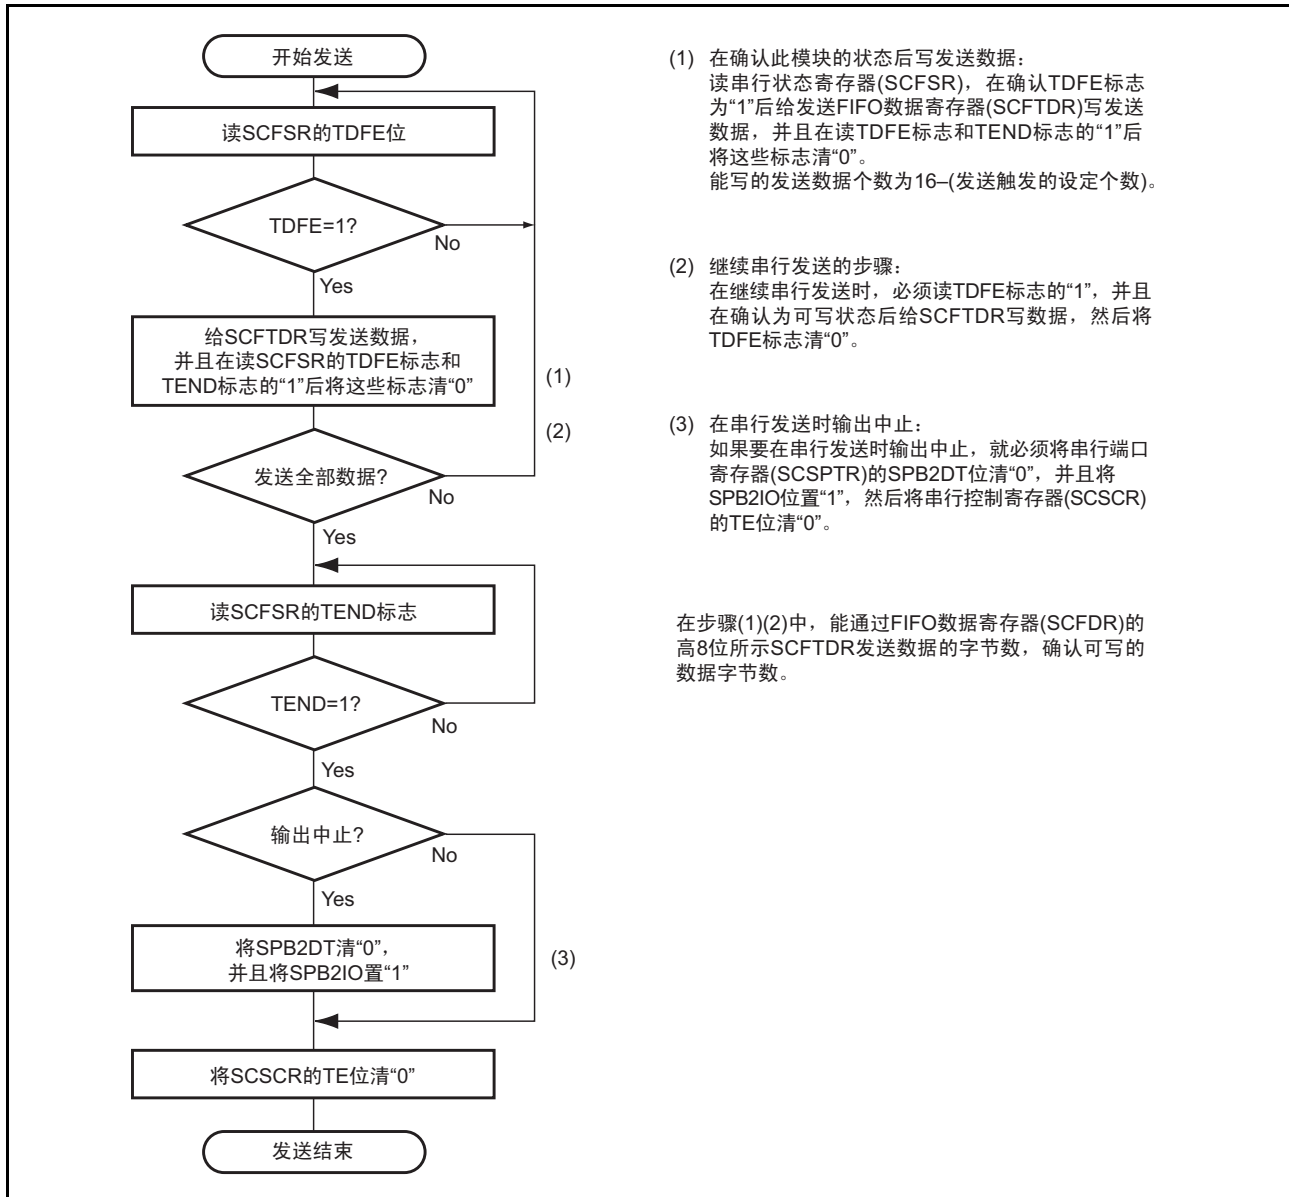 开始发送
读SCFSR的TDFE位
TDFE=1?
No
Yes
给SCFTDR写发送数据，
并且在读SCFSR的TDFE标志和
TEND标志的“1”后将这些标志清“0”
(1)
(2)
发送全部数据?
No
Yes
读SCFSR的TEND标志
TEND=1?
No
Yes
输出中止?
No
Yes
将SPB2DT清“0”，
并且将SPB2IO置“1”
(3)
将SCSCR的TE位清“0”
发送结束
(1) 在确认此模块的状态后写发送数据：
读串行状态寄存器(SCFSR)，在确认TDFE标志
为“1”后给发送FIFO数据寄存器(SCFTDR)写发送
数据，并且在读TDFE标志和TEND标志的“1”后
将这些标志清“0”。
能写的发送数据个数为16–(发送触发的设定个数)。
(2) 继续串行发送的步骤：
在继续串行发送时，必须读TDFE标志的“1”，并且
在确认为可写状态后给SCFTDR写数据，然后将
TDFE标志清“0”。
(3) 在串行发送时输出中止：
如果要在串行发送时输出中止，就必须将串行端口
寄存器(SCSPTR)的SPB2DT位清“0”，并且将
SPB2IO位置“1”，然后将串行控制寄存器(SCSCR)
的TE位清“0”。
在步骤(1)(2)中，能通过FIFO数据寄存器(SCFDR)的
高8位所示SCFTDR发送数据的字节数，确认可写的
数据字节数。